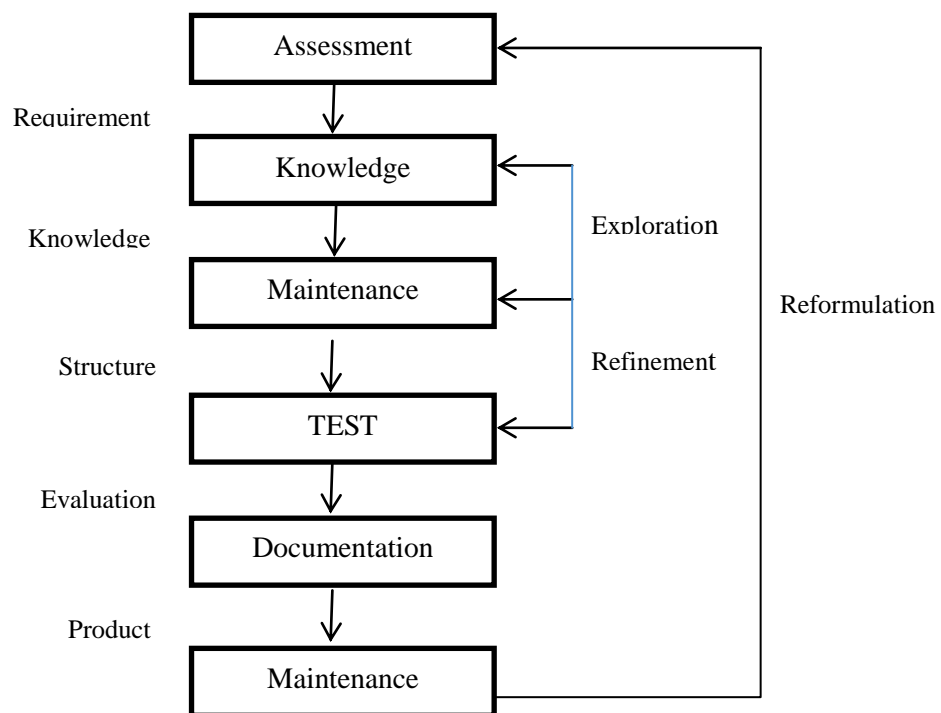 Assessment
Requirement
Knowledge
Exploration
Knowledge
Maintenance
Reformulation
Structure
Refinement
TEST
Evaluation
Documentation
Product
Maintenance